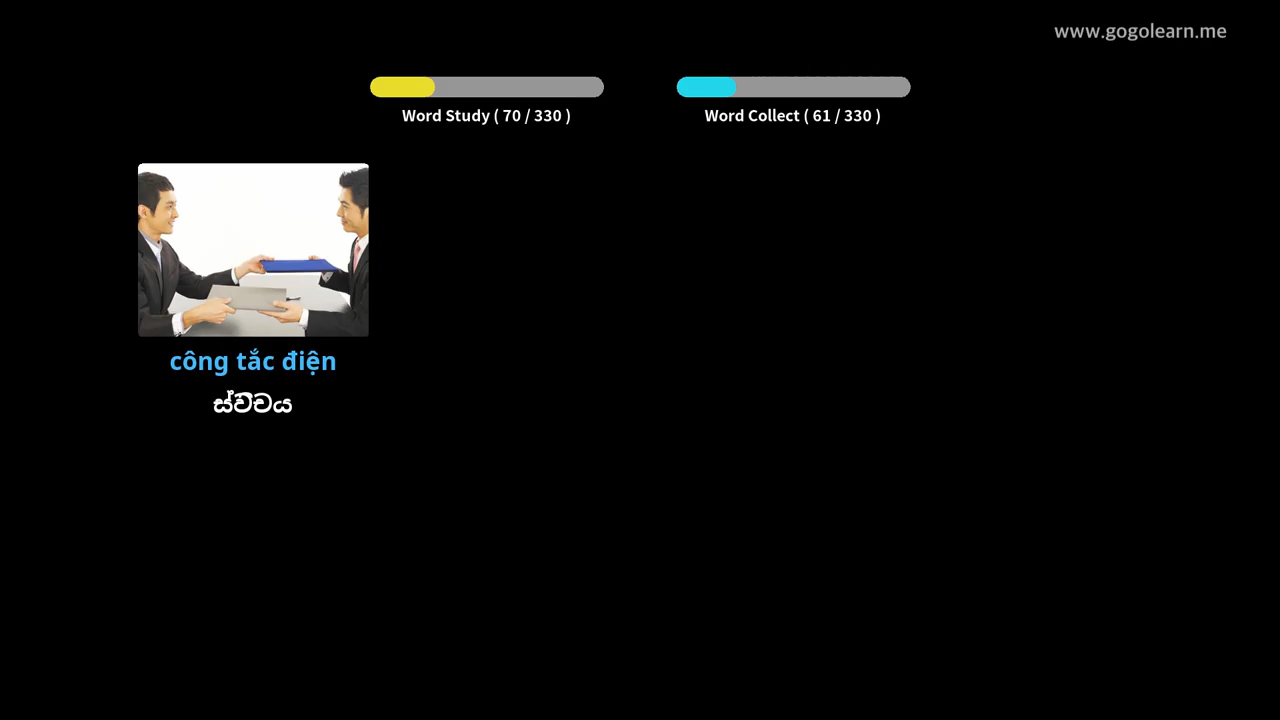 www.gogolearn.me
Word Study ( 70 / 330 )
Word Collect ( 61 / 330 )
công tắc điện
ස්විචය